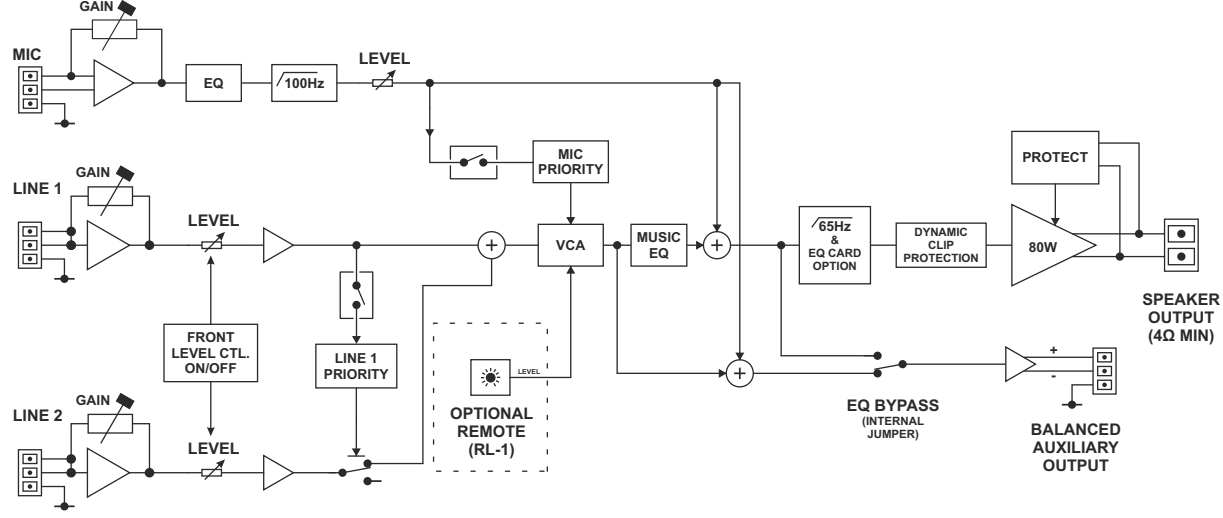 GAIN
MIC
EQ
100Hz
LEVEL
MIC
PRIORITY
PROTECT
LINE 1
GAIN
LEVEL
VCA
MUSIC
EQ
65Hz
&
EQ CARD
OPTION
DYNAMIC
CLIP
PROTECTION
80W
SPEAKER
OUTPUT
(4Ω MIN)
FRONT
LEVEL CTL.
ON/OFF
LINE 1
PRIORITY
LEVEL
OPTIONAL
REMOTE
(RL-1)
+
-
EQ BYPASS
(INTERNAL
JUMPER)
BALANCED
AUXILIARY
OUTPUT
LINE 2
GAIN
LEVEL